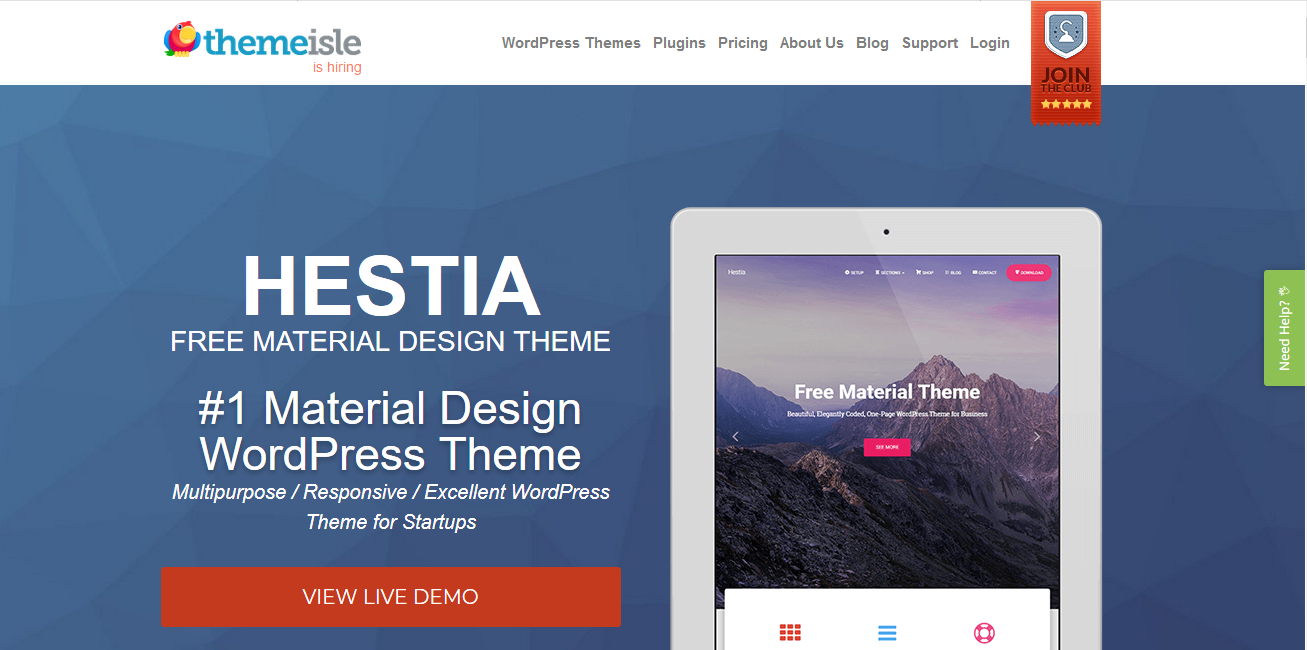 themeisle
is hiring
WordPress Themes Plugins Pricing About Us Blog Support Login
JOIN
THE CLUB
HESTIA
FREE MATERIAL DESIGN THEME
#1 Material Design
WordPress Theme
Multipurpose / Responsive / Excellent WordPress
Theme for Startups
VIEW LIVE DEMO
Hestia SETUP SECTIONS SHOP BLOG CONTACT DOWNLOAD
Free Material Theme
Beautiful, Elegantly Coded, One-Page WordPress Theme for Business
SEE MORE
Need Help?